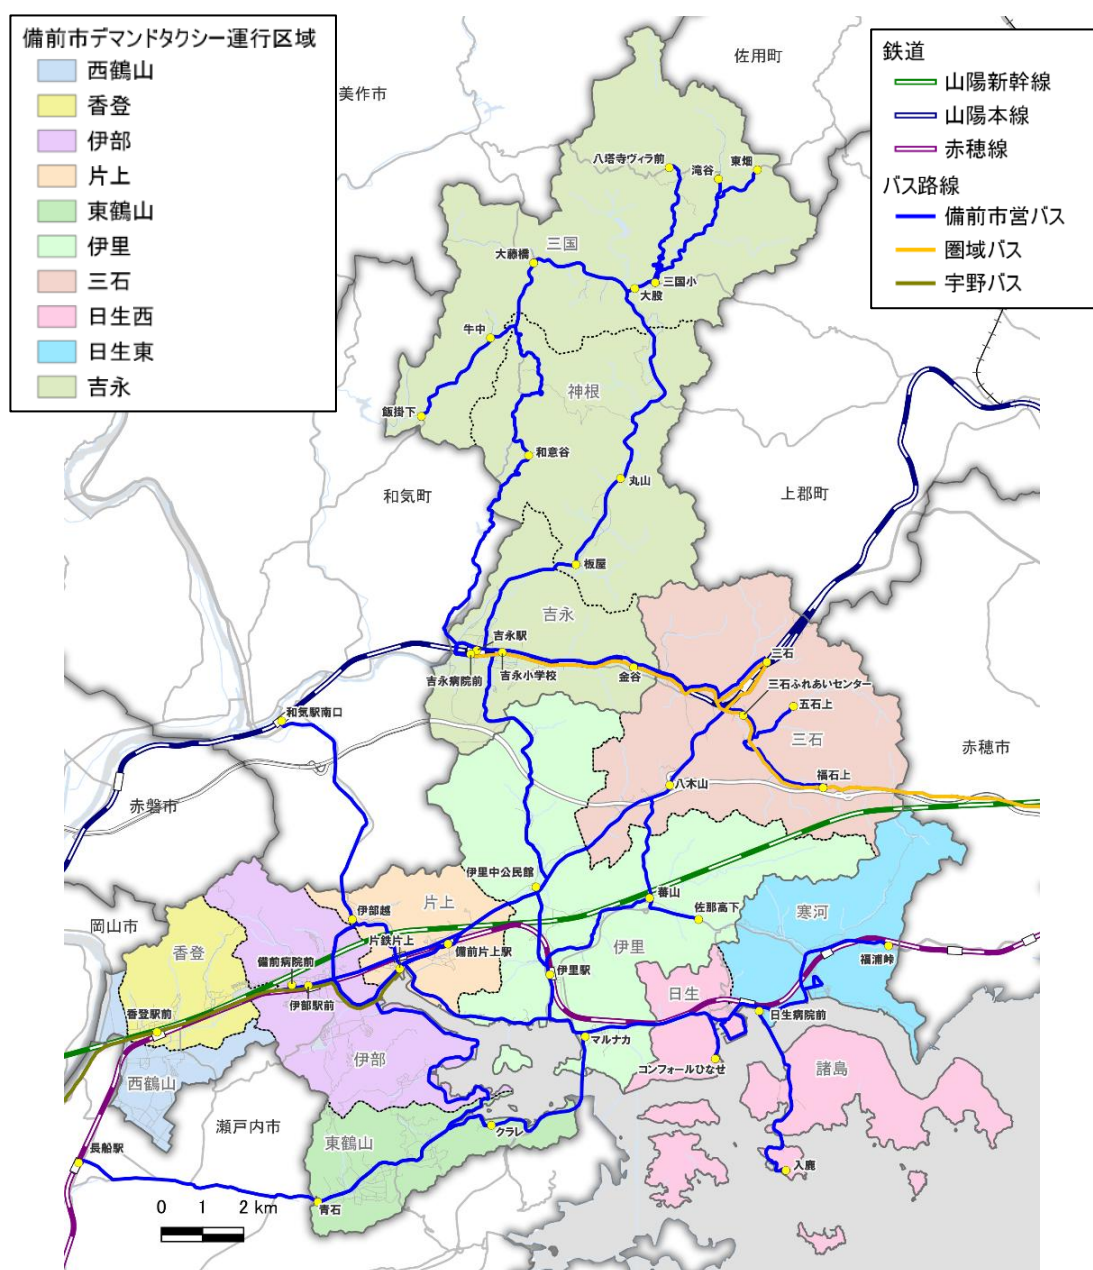 備前市デマンドタクシー運行区域
西鶴山
香登
伊部
片上
東鶴山
伊里
三石
日生西
日生東
吉永
鉄道
山陽新幹線
山陽本線
赤穂線
バス路線
備前市営バス
圏域バス
宇野バス
佐用町
美作市
八塔寺ヴィラ前
滝谷
東畑
三国
大藤橋
三国小
大股
牛中
神根
飯掛下
和意谷
丸山
和気町
上郡町
板屋
吉永
吉永駅
吉永病院前
吉永小学校
金谷
三石
三石ふれあいセンター
五石上
三石
和気駅南口
赤穂市
福石上
八木山
赤磐市
伊里中公民館
蕃山
片上
佐那高下
寒河
伊部越
岡山市
香登
片鉄片上
備前片上駅
伊里
備前病院前
伊里駅
福浦峠
伊部駅前
日生
香登駅前
日生病院前
マルナカ
伊部
コンフォールひなせ
諸島
西鶴山
瀬戸内市
クラレ
東鶴山
長船駅
入鹿
青石
0 1 2 km